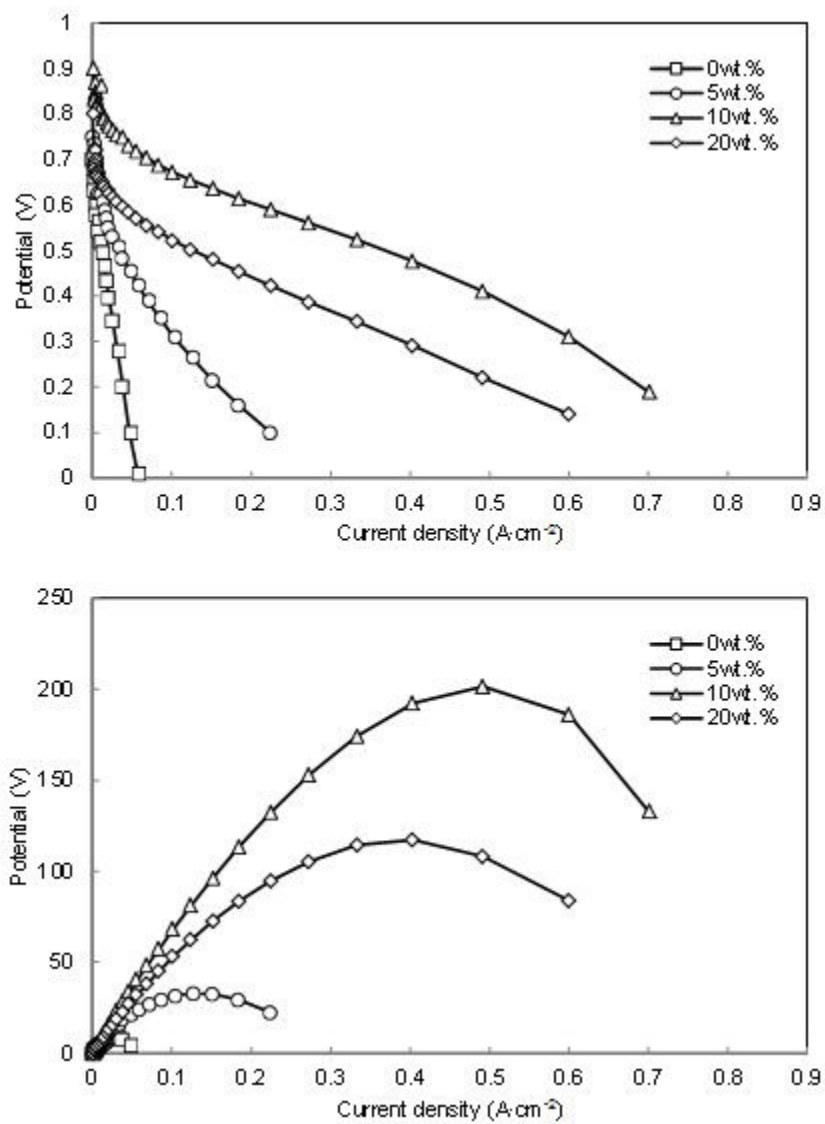 1
0.9
0.8
0.7
0.6
0.5
0.4
0.3
0.2
0.1
0
Potential (V)
0wt.%
5wt.%
10wt.%
20wt.%
0 0.1 0.2 0.3 0.4 0.5 0.6 0.7 0.8 0.9
Current density (A·cm⁻²)
250
200
150
100
50
0
Potential (V)
0wt.%
5wt.%
10wt.%
20wt.%
0 0.1 0.2 0.3 0.4 0.5 0.6 0.7 0.8 0.9
Current density (A·cm⁻²)